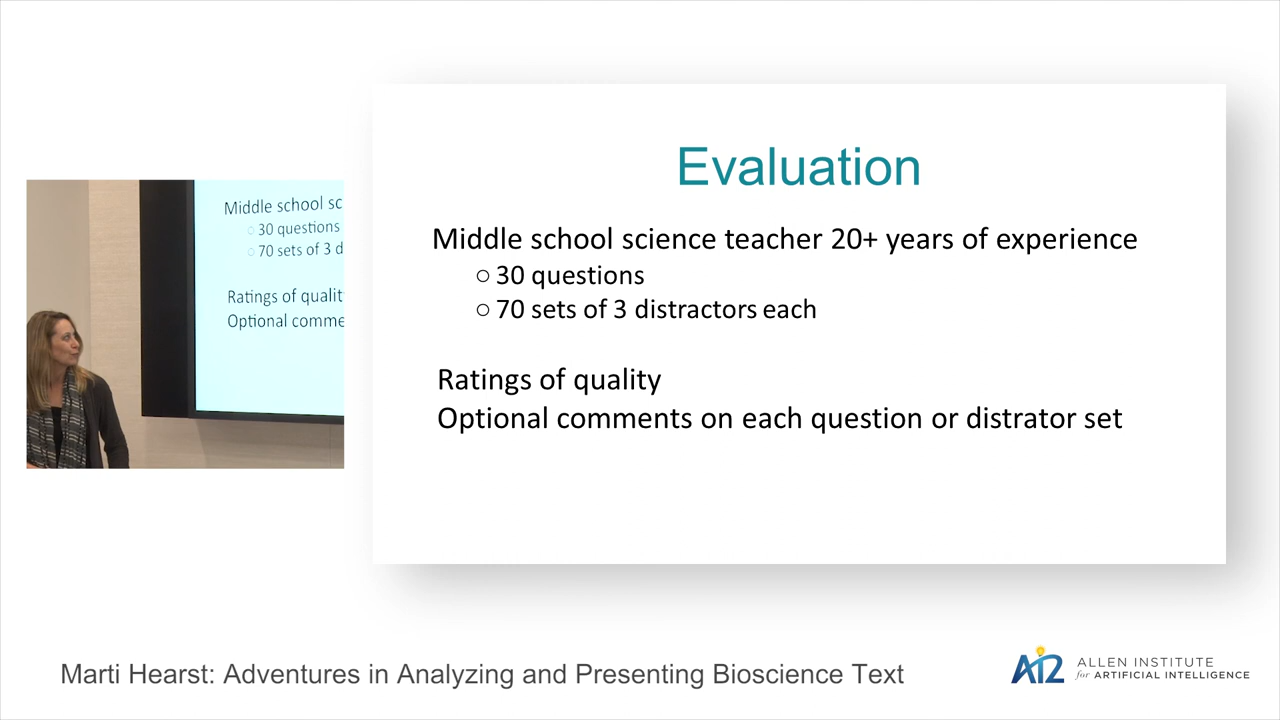 Evaluation
Middle school science teacher 20+ years of experience
○ 30 questions
○ 70 sets of 3 distractors each
Ratings of quality
Optional comments on each question or distrator set
Middle school sc
○ 30 questions
○ 70 sets of 3 d
Ratings of qualit
Optional comme
Marti Hearst: Adventures in Analyzing and Presenting Bioscience Text
AI2
ALLEN INSTITUTE
for ARTIFICIAL INTELLIGENCE